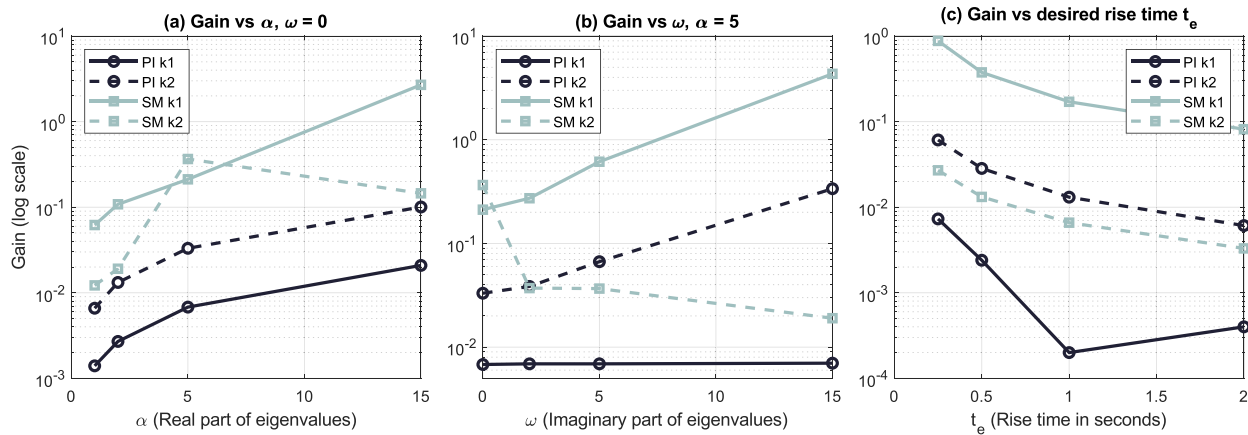 (a) Gain vs α, ω = 0
Gain (log scale)
10^1
10^0
10^-1
10^-2
10^-3
0
5
10
15
α (Real part of eigenvalues)
PI k1
PI k2
SM k1
SM k2
(b) Gain vs ω, α = 5
10^1
10^0
10^-1
10^-2
0
5
10
15
ω (Imaginary part of eigenvalues)
PI k1
PI k2
SM k1
SM k2
(c) Gain vs desired rise time t_e
10^0
10^-1
10^-2
10^-3
10^-4
0
0.5
1
1.5
2
t_e (Rise time in seconds)
PI k1
PI k2
SM k1
SM k2